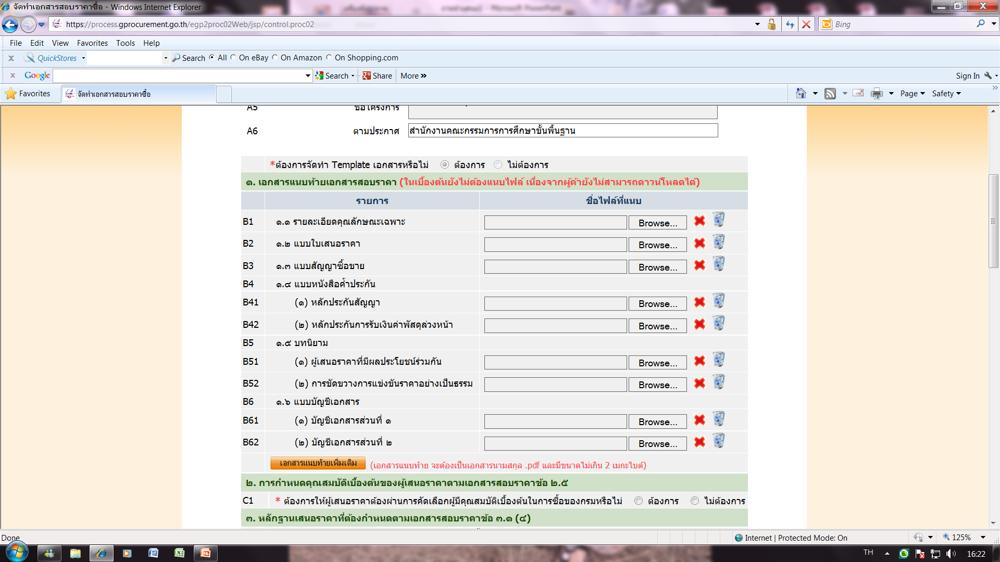 จัดทำเอกสารสอบราคาซื้อ - Windows Internet Explorer
https://process.gprocurement.go.th/egp2proc02Web/jsp/control.proc02
Bing
File Edit View Favorites Tools Help
x QuickStores Search All On eBay On Amazon On Shopping.com
x Google Search Share More »
Sign In
Favorites จัดทำเอกสารสอบราคาซื้อ
Page Safety
A5 ชื่อโครงการ
A6 ตามประกาศ สำนักงานคณะกรรมการการศึกษาขั้นพื้นฐาน
*ต้องการจัดทำ Template เอกสารหรือไม่ ต้องการ ไม่ต้องการ
๑. เอกสารแนบท้ายเอกสารสอบราคา (ในเบื้องต้นยังไม่ต้องแนบไฟล์ เนื่องจากผู้ค้ายังไม่สามารถดาวน์โหลดได้)
รายการ ชื่อไฟล์ที่แนบ
B1 ๑.๑ รายละเอียดคุณลักษณะเฉพาะ Browse...
B2 ๑.๒ แบบใบเสนอราคา Browse...
B3 ๑.๓ แบบสัญญาซื้อขาย Browse...
B4 ๑.๔ แบบหนังสือค้ำประกัน
B41 (๑) หลักประกันสัญญา Browse...
B42 (๒) หลักประกันการรับเงินค่าพัสดุล่วงหน้า Browse...
B5 ๑.๕ บทนิยาม
B51 (๑) ผู้เสนอราคาที่มีผลประโยชน์ร่วมกัน Browse...
B52 (๒) การขัดขวางการแข่งขันราคาอย่างเป็นธรรม Browse...
B6 ๑.๖ แบบบัญชีเอกสาร
B61 (๑) บัญชีเอกสารส่วนที่ ๑ Browse...
B62 (๒) บัญชีเอกสารส่วนที่ ๒ Browse...
เอกสารแนบท้ายเพิ่มเติม (เอกสารแนบท้าย จะต้องเป็นเอกสารนามสกุล .pdf และมีขนาดไม่เกิน 2 เมกะไบต์)
๒. การกำหนดคุณสมบัติเบื้องต้นของผู้เสนอราคาตามเอกสารสอบราคาข้อ ๒.๕
C1 * ต้องการให้ผู้เสนอราคาต้องผ่านการคัดเลือกผู้มีคุณสมบัติเบื้องต้นในการซื้อของกรมหรือไม่ ต้องการ ไม่ต้องการ
๓. หลักฐานเสนอราคาที่ต้องกำหนดตามเอกสารสอบราคาข้อ ๓.๑ (๔)
Done
Internet | Protected Mode: On
125%
TH 16:22